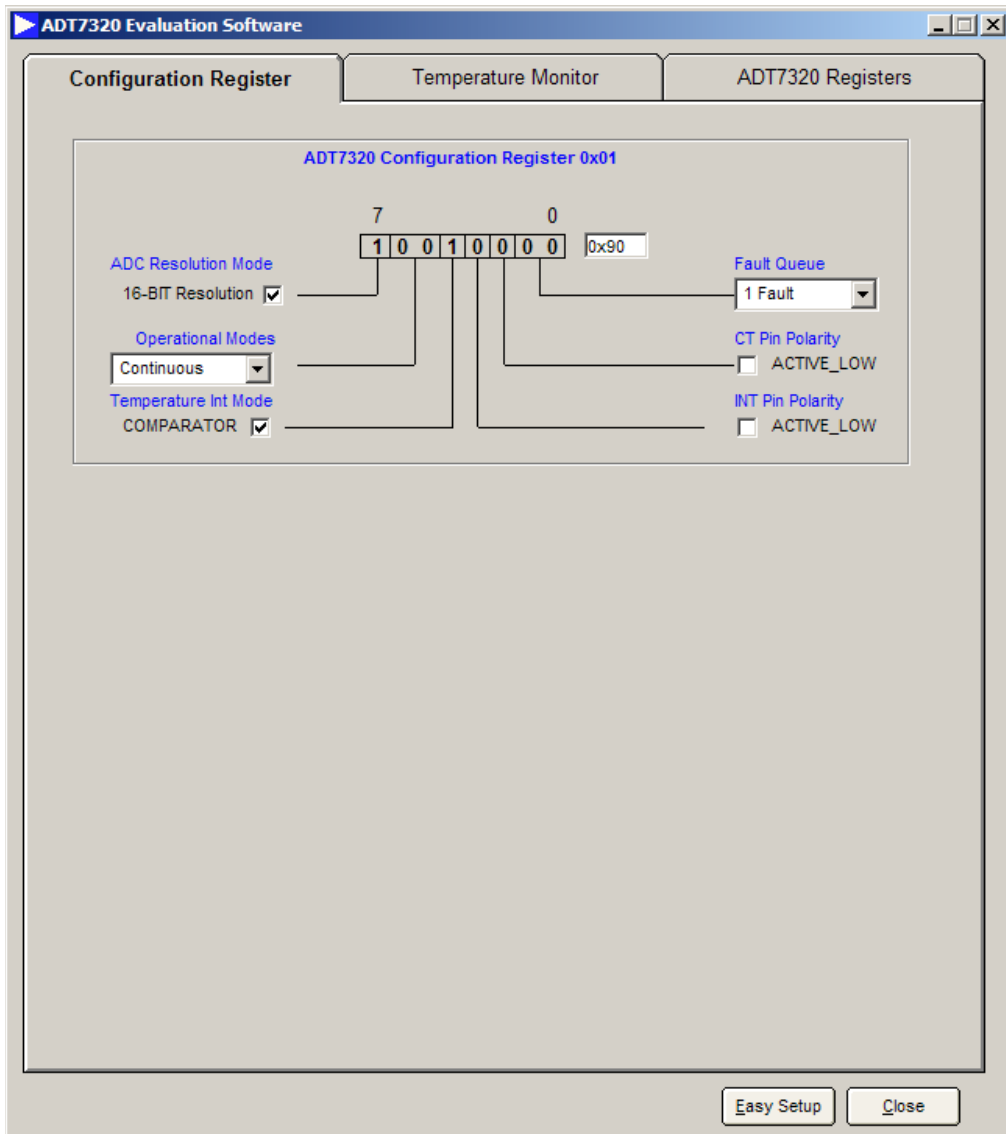 ADT7320 Evaluation Software
Configuration Register Temperature Monitor ADT7320 Registers
ADT7320 Configuration Register 0x01
7 0
1 0 0 1 0 0 0 0 0x90
ADC Resolution Mode Fault Queue
16-BIT Resolution 1 Fault
Operational Modes CT Pin Polarity
Continuous ACTIVE_LOW
Temperature Int Mode INT Pin Polarity
COMPARATOR ACTIVE_LOW
Easy Setup Close